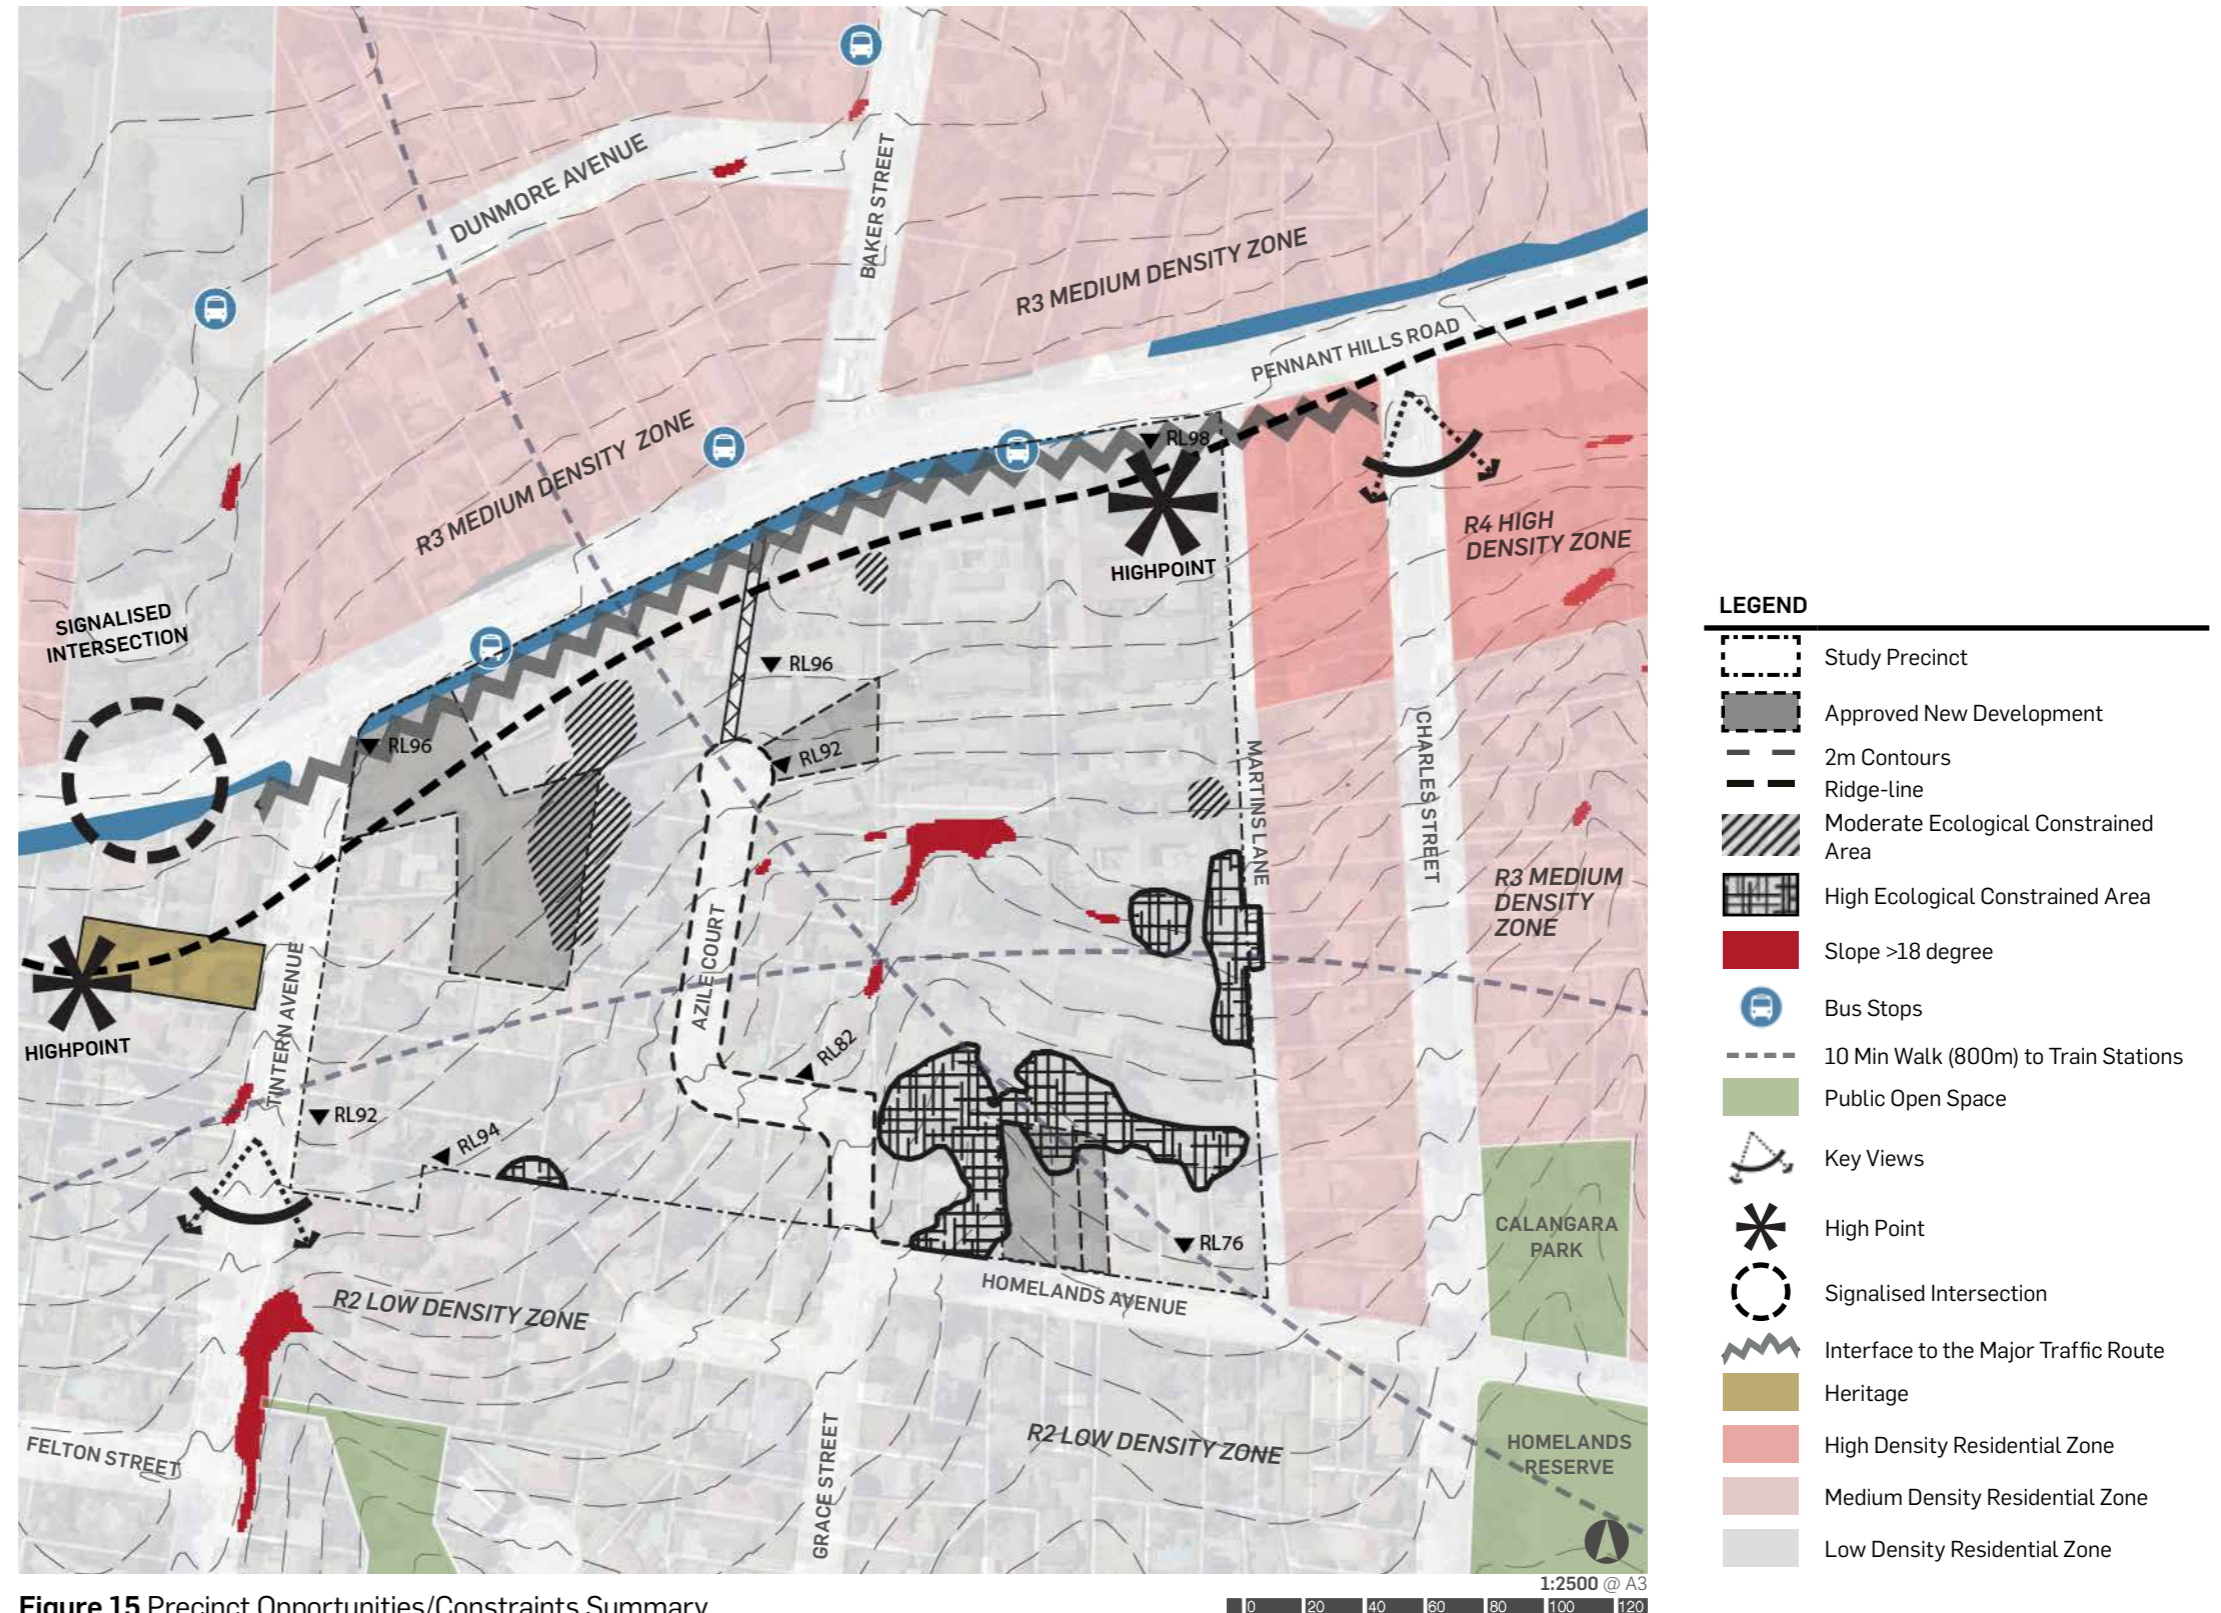 DUNMORE AVENUE
BAKER STREET
R3 MEDIUM DENSITY ZONE
PENNANT HILLS ROAD
R3 MEDIUM DENSITY ZONE
RL98
HIGHPOINT
R4 HIGH
DENSITY ZONE
SIGNALISED
INTERSECTION
RL96
RL96
RL92
MARTINS LANE
CHARLES STREET
R3 MEDIUM
DENSITY
ZONE
AZILE COURT
TINTERN AVENUE
HIGHPOINT
RL82
RL92
RL94
RL76
CALANGARA
PARK
HOMELANDS AVENUE
R2 LOW DENSITY ZONE
R2 LOW DENSITY ZONE
FELTON STREET
GRACE STREET
HOMELANDS
RESERVE
LEGEND
Study Precinct
Approved New Development
2m Contours
Ridge-line
Moderate Ecological Constrained
Area
High Ecological Constrained Area
Slope >18 degree
Bus Stops
10 Min Walk (800m) to Train Stations
Public Open Space
Key Views
High Point
Signalised Intersection
Interface to the Major Traffic Route
Heritage
High Density Residential Zone
Medium Density Residential Zone
Low Density Residential Zone
1:2500 @ A3
0 20 40 60 80 100 120
Figure 15 Precinct Opportunities/Constraints Summary